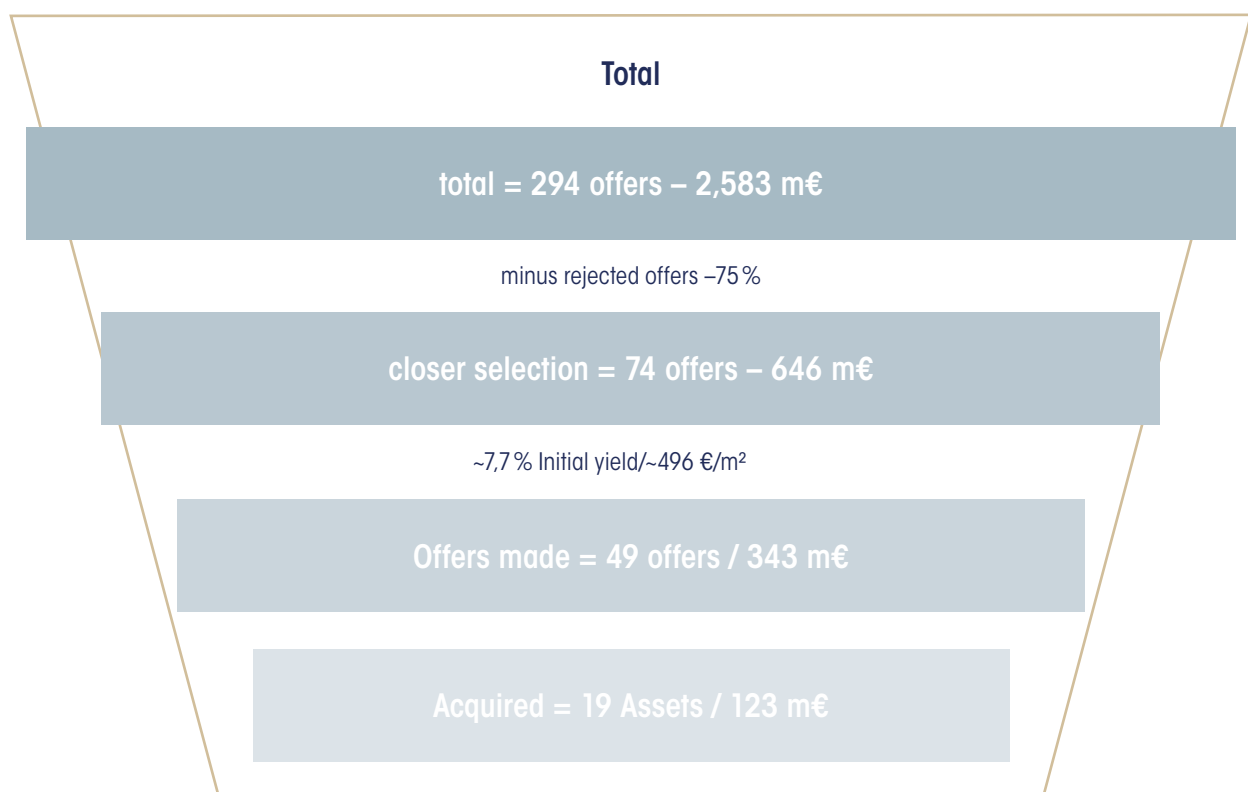 Total
total = 294 offers – 2,583 m€
minus rejected offers –75 %
closer selection = 74 offers – 646 m€
~7,7 % Initial yield/~496 €/m²
Offers made = 49 offers / 343 m€
Acquired = 19 Assets / 123 m€